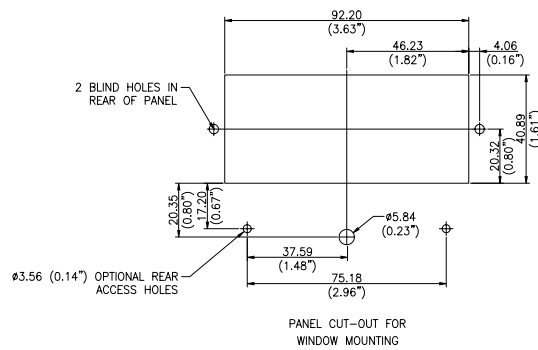 92.20
(3.63")
46.23
(1.82")
4.06
(0.16")
2 BLIND HOLES IN
REAR OF PANEL
40.89
(1.61")
20.32
(0.80")
20.35
(0.80")
17.20
(0.67")
ø5.84
(0.23")
37.59
(1.48")
ø3.56 (0.14") OPTIONAL REAR
ACCESS HOLES
75.18
(2.96")
PANEL CUT-OUT FOR
WINDOW MOUNTING